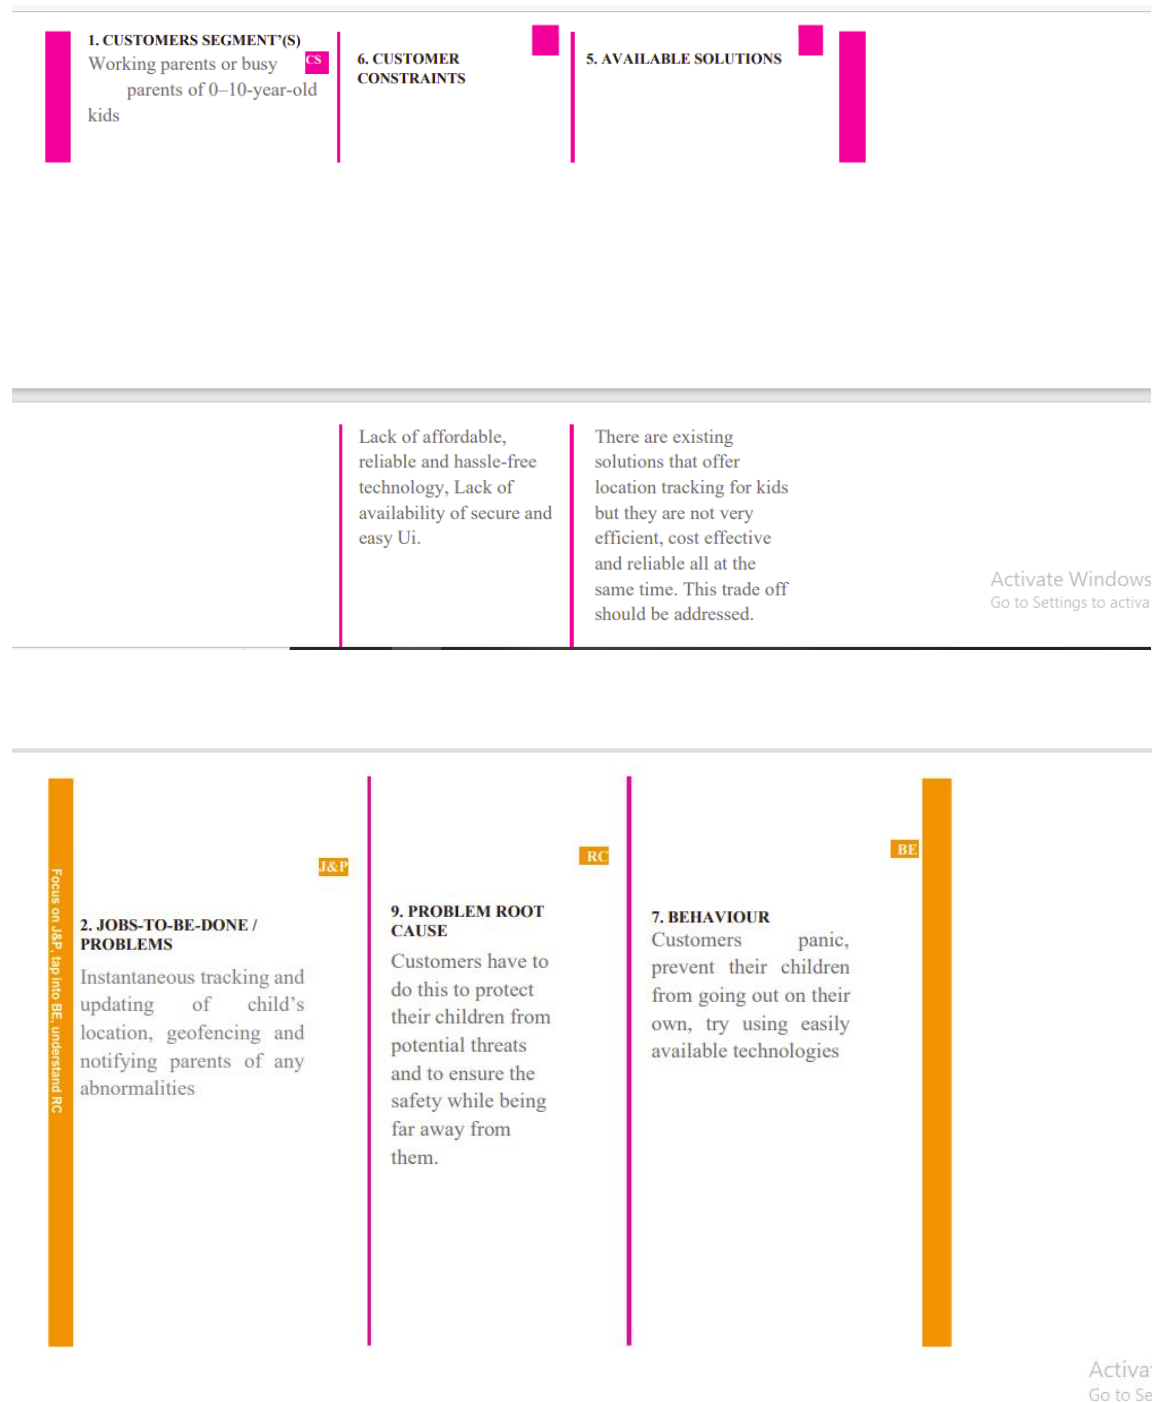 1. CUSTOMERS SEGMENT'(S)
Working parents or busy
parents of 0–10-year-old
kids
CS
6. CUSTOMER
CONSTRAINTS
5. AVAILABLE SOLUTIONS
Lack of affordable,
reliable and hassle-free
technology, Lack of
availability of secure and
easy Ui.
There are existing
solutions that offer
location tracking for kids
but they are not very
efficient, cost effective
and reliable all at the
same time. This trade off
should be addressed.
Activate Windows
Go to Settings to activa
Focus on J&P, tap into BE, understand RC
J&P
2. JOBS-TO-BE-DONE /
PROBLEMS
Instantaneous tracking and
updating of child's
location, geofencing and
notifying parents of any
abnormalities
RC
9. PROBLEM ROOT
CAUSE
Customers have to
do this to protect
their children from
potential threats
and to ensure the
safety while being
far away from
them.
BE
7. BEHAVIOUR
Customers panic,
prevent their children
from going out on their
own, try using easily
available technologies
Activa
Go to Se